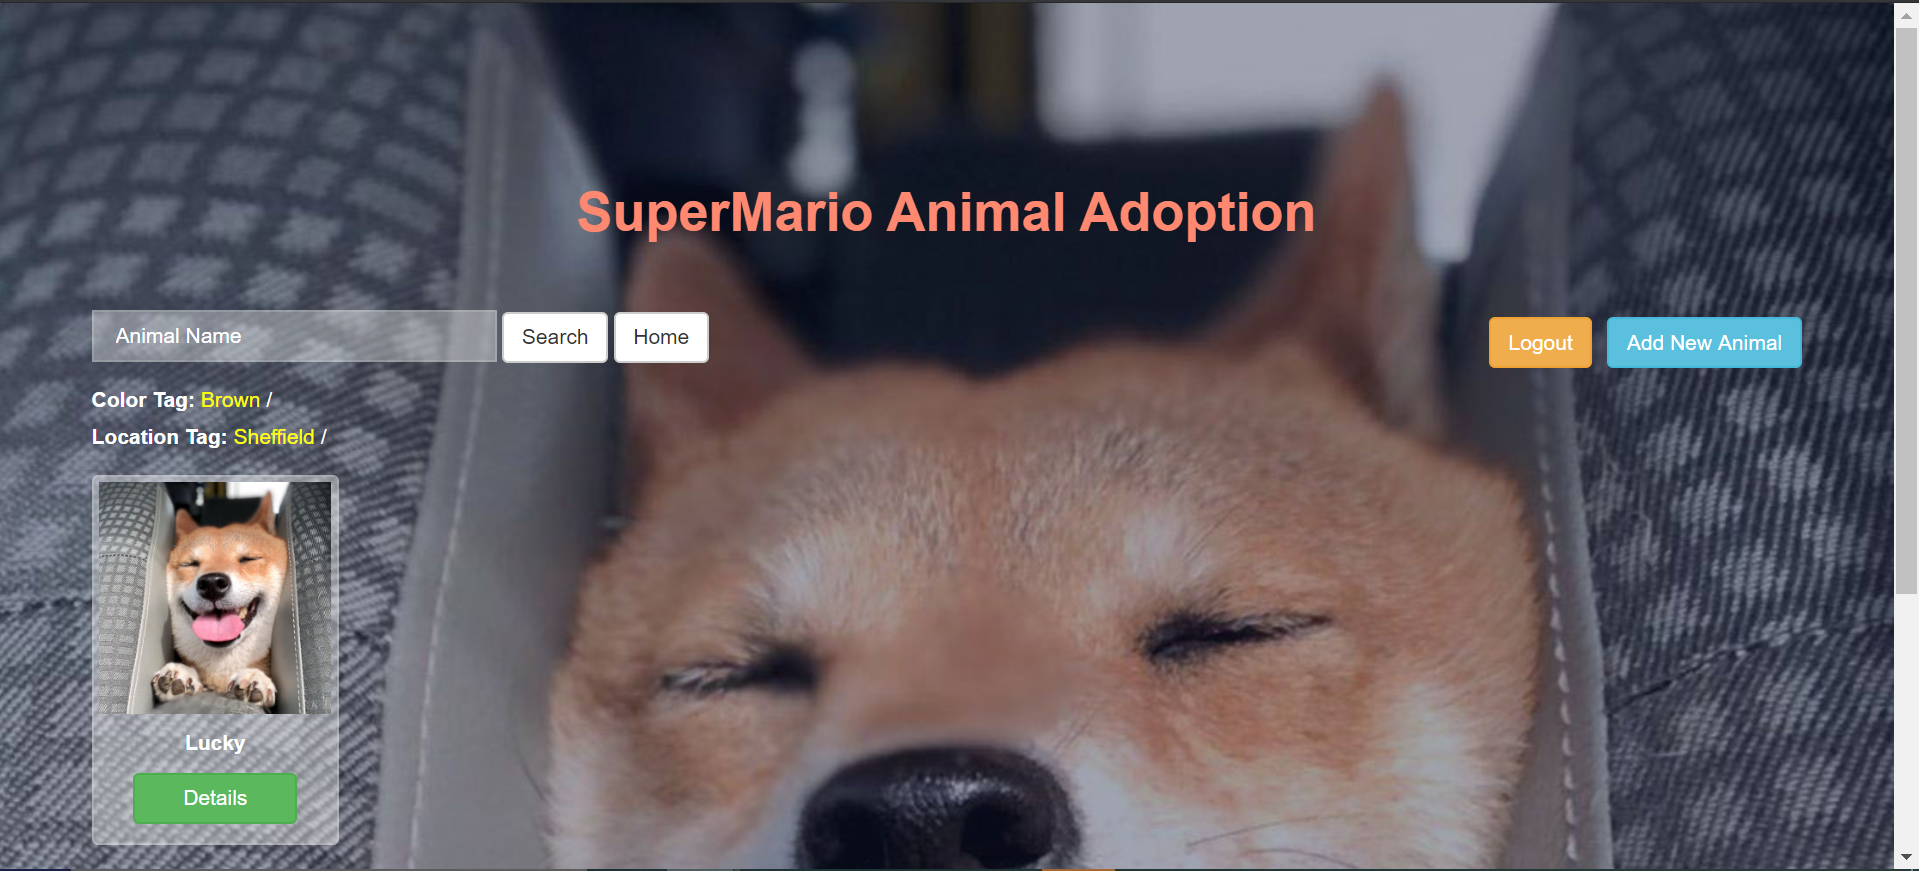 SuperMario Animal Adoption
Animal Name Search Home Logout Add New Animal
Color Tag: Brown /
Location Tag: Sheffield /
Lucky
Details